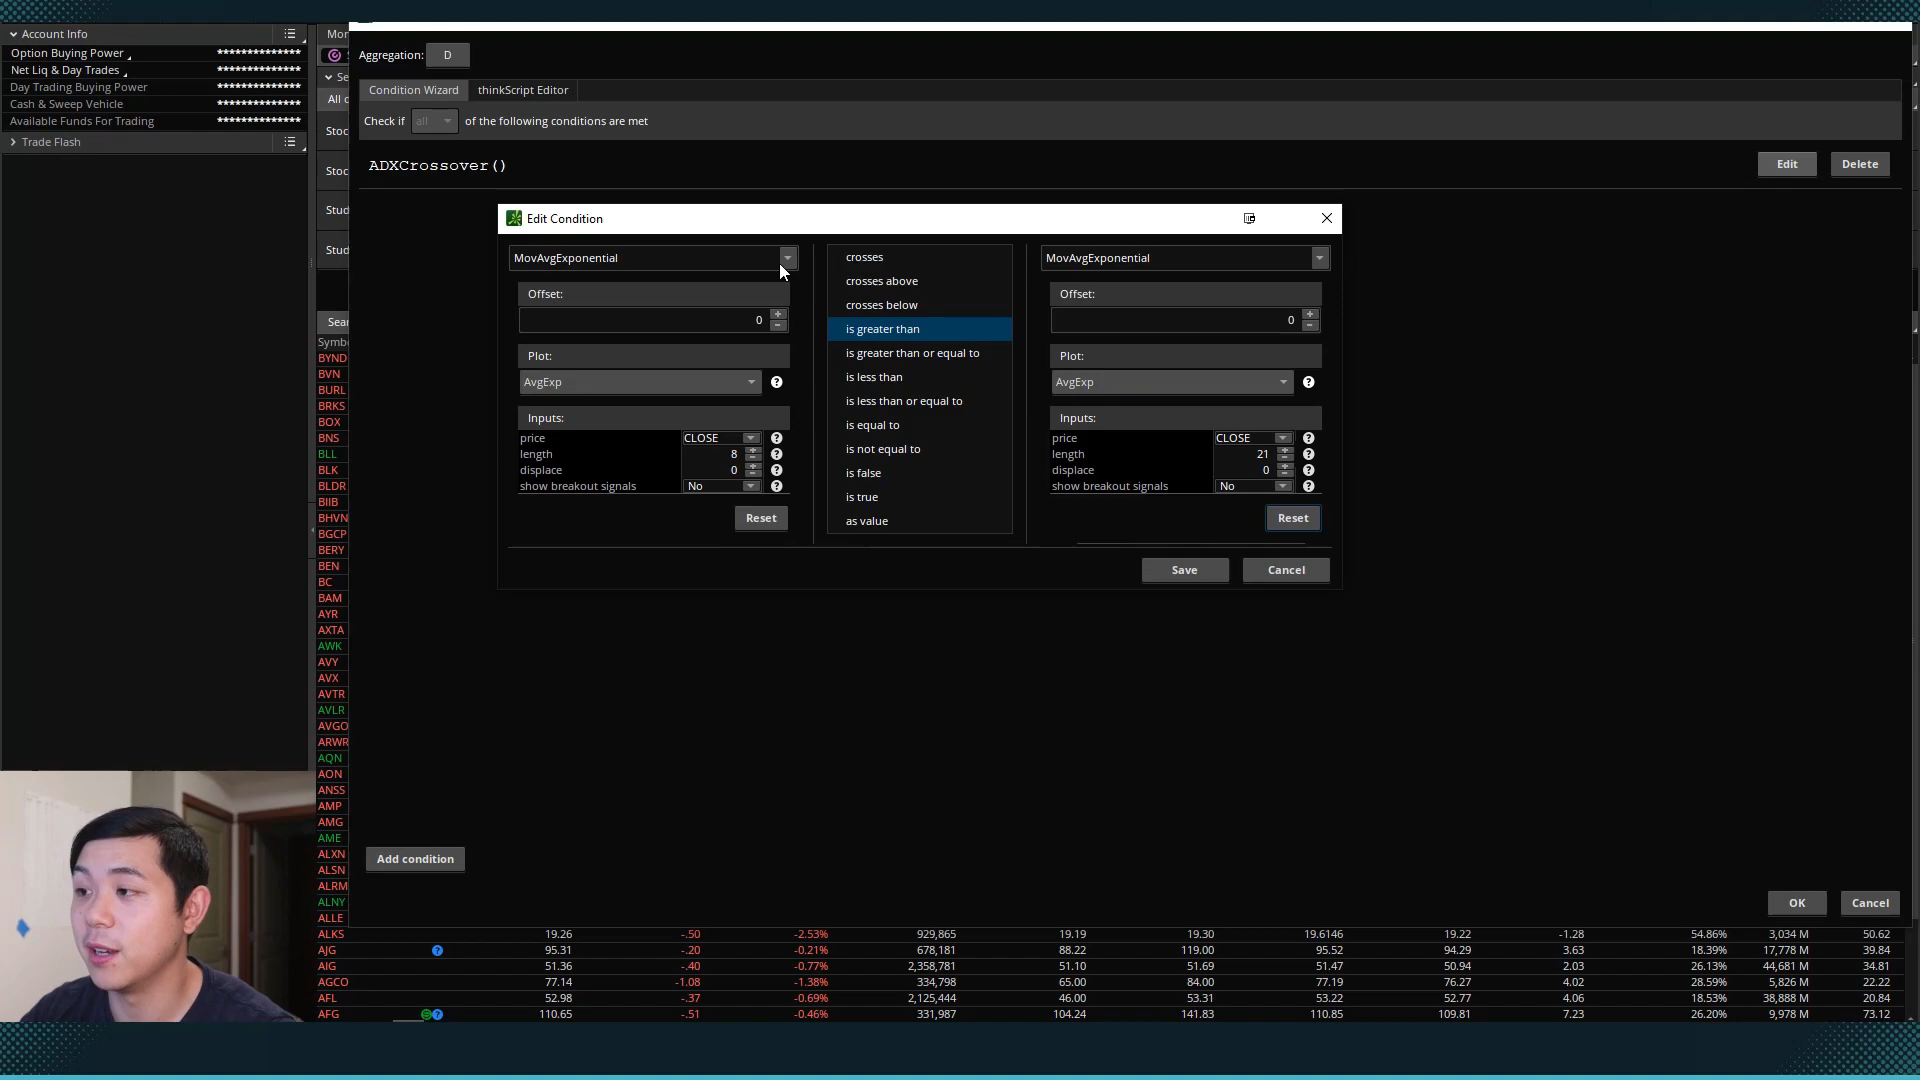 Account Info
Option Buying Power **************
Net Liq & Day Trades **************
Day Trading Buying Power **************
Cash & Sweep Vehicle **************
Available Funds For Trading **************
Trade Flash
Mor
Se
All c
Stoc
Stoc
Stud
Stud
Sear
Symbo
BYND
BVN
BURL
BRKS
BOX
BNS
BLL
BLK
BLDR
BIIB
BHVN
BGCP
BERY
BEN
BC
BAM
AYR
AXTA
AWK
AVY
AVX
AVTR
AVLR
AVGO
ARWR
AQN
AON
ANSS
AMP
AMG
AME
ALXN
ALSN
ALRM
ALNY
ALLE
Aggregation: D
Condition Wizard thinkScript Editor
Check if all of the following conditions are met
ADXCrossover() Edit Delete
Edit Condition
MovAvgExponential
Offset:
0
Plot:
AvgExp
Inputs:
price CLOSE
length 8
displace 0
show breakout signals No
Reset
crosses
crosses above
crosses below
is greater than
is greater than or equal to
is less than
is less than or equal to
is equal to
is not equal to
is false
is true
as value
MovAvgExponential
Offset:
0
Plot:
AvgExp
Inputs:
price CLOSE
length 21
displace 0
show breakout signals No
Reset
Save Cancel
Add condition
OK Cancel
ALKS 19.26 -.50 -2.53% 929,865 19.19 19.30 19.6146 19.22 -1.28 54.86% 3,034 M 50.62
AJG 95.31 -.20 -0.21% 678,181 88.22 119.00 95.52 94.29 3.63 18.39% 17,778 M 39.84
AIG 51.36 -.40 -0.77% 2,358,781 51.10 51.69 51.47 50.94 2.03 26.13% 44,681 M 34.81
AGCO 77.14 -1.08 -1.38% 334,798 65.00 84.00 77.19 76.27 4.02 28.59% 5,826 M 22.22
AFL 52.98 -.37 -0.69% 2,125,444 46.00 53.31 53.22 52.77 4.06 18.53% 38,888 M 20.84
AFG 110.65 -.51 -0.46% 331,987 104.24 141.83 110.85 109.81 7.23 26.20% 9,978 M 73.12